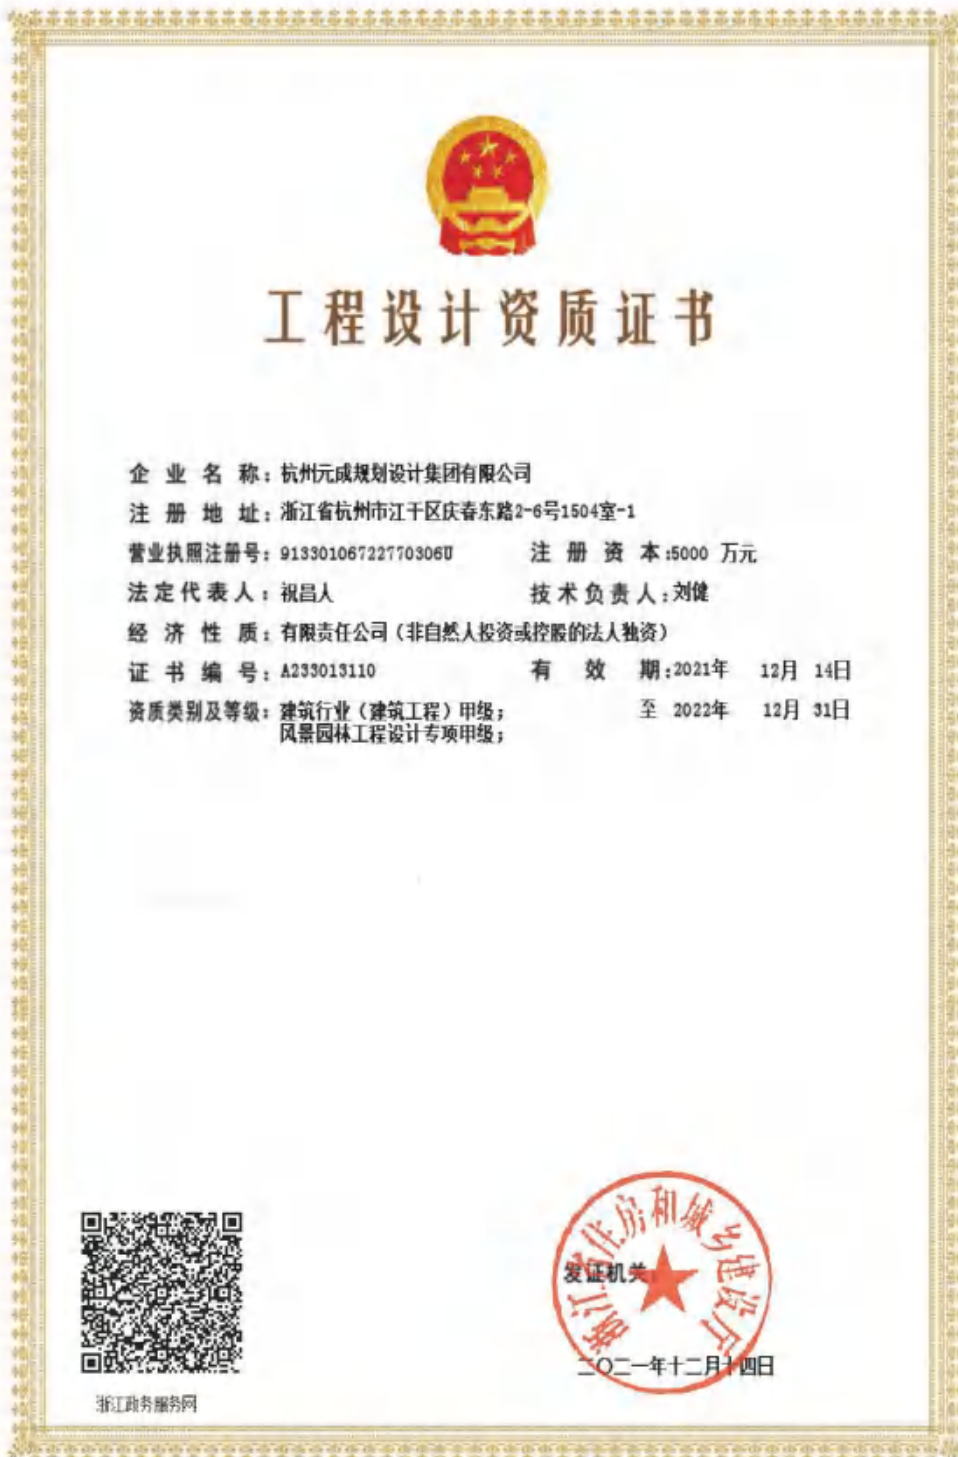 工程设计资质证书
企业名称：杭州元成规划设计集团有限公司
注册地址：浙江省杭州市江干区庆春东路2-6号1504室-1
营业执照注册号：91330106722770306U 注册资本:5000 万元
法定代表人：祝昌人 技术负责人:刘健
经济性质：有限责任公司（非自然人投资或控股的法人独资）
证书编号：A233013110 有效期:2021年 12月 14日
资质类别及等级：建筑行业（建筑工程）甲级； 至 2022年 12月 31日
风景园林工程设计专项甲级；
浙江省住房和城乡建设厅
发证机关：
二〇二一年十二月十四日
浙江政务服务网